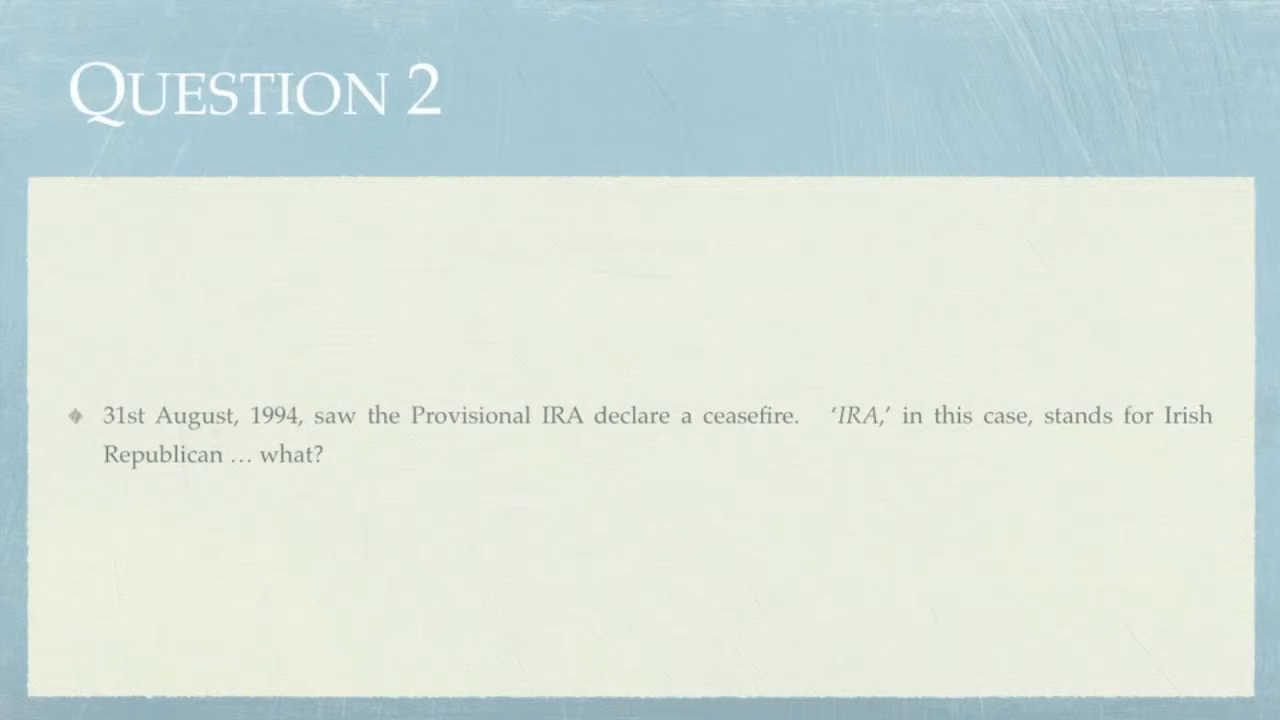 QUESTION 2
31st August, 1994, saw the Provisional IRA declare a ceasefire. ‘IRA,’ in this case, stands for Irish
Republican … what?